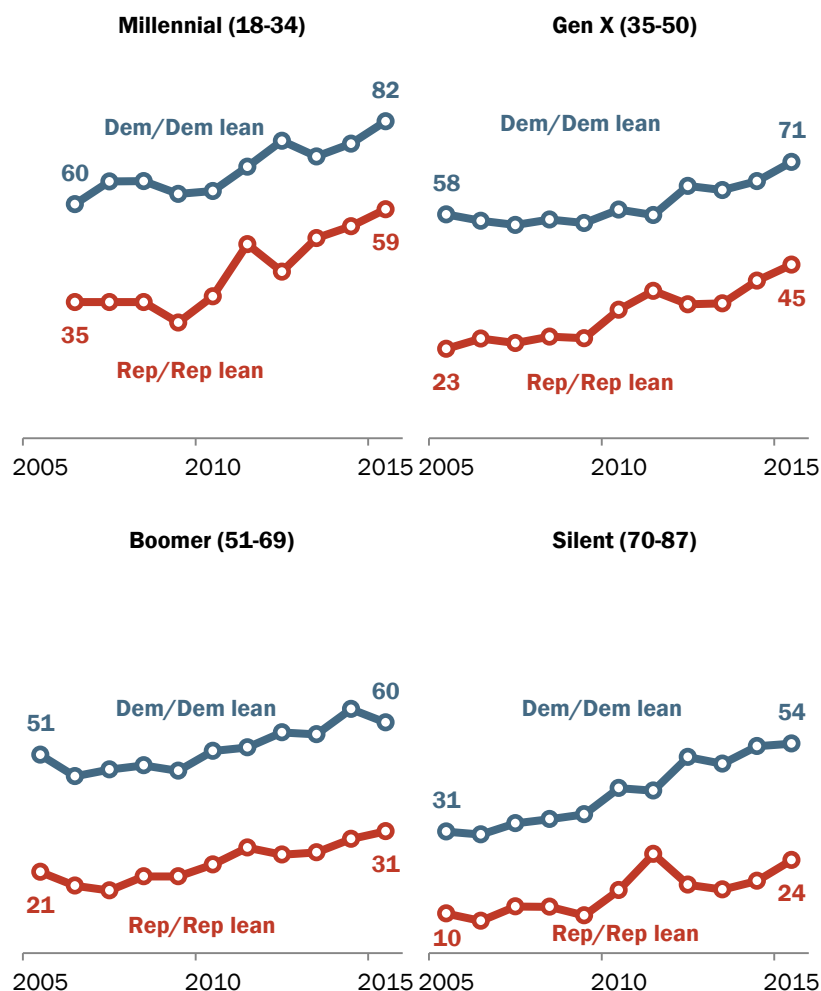 Millennial (18-34)
82
Dem/Dem lean
60
59
35
Rep/Rep lean
2005 2010 2015
Gen X (35-50)
71
Dem/Dem lean
58
45
23
Rep/Rep lean
2005 2010 2015
Boomer (51-69)
60
Dem/Dem lean
51
31
21
Rep/Rep lean
2005 2010 2015
Silent (70-87)
54
Dem/Dem lean
31
24
10
Rep/Rep lean
2005 2010 2015